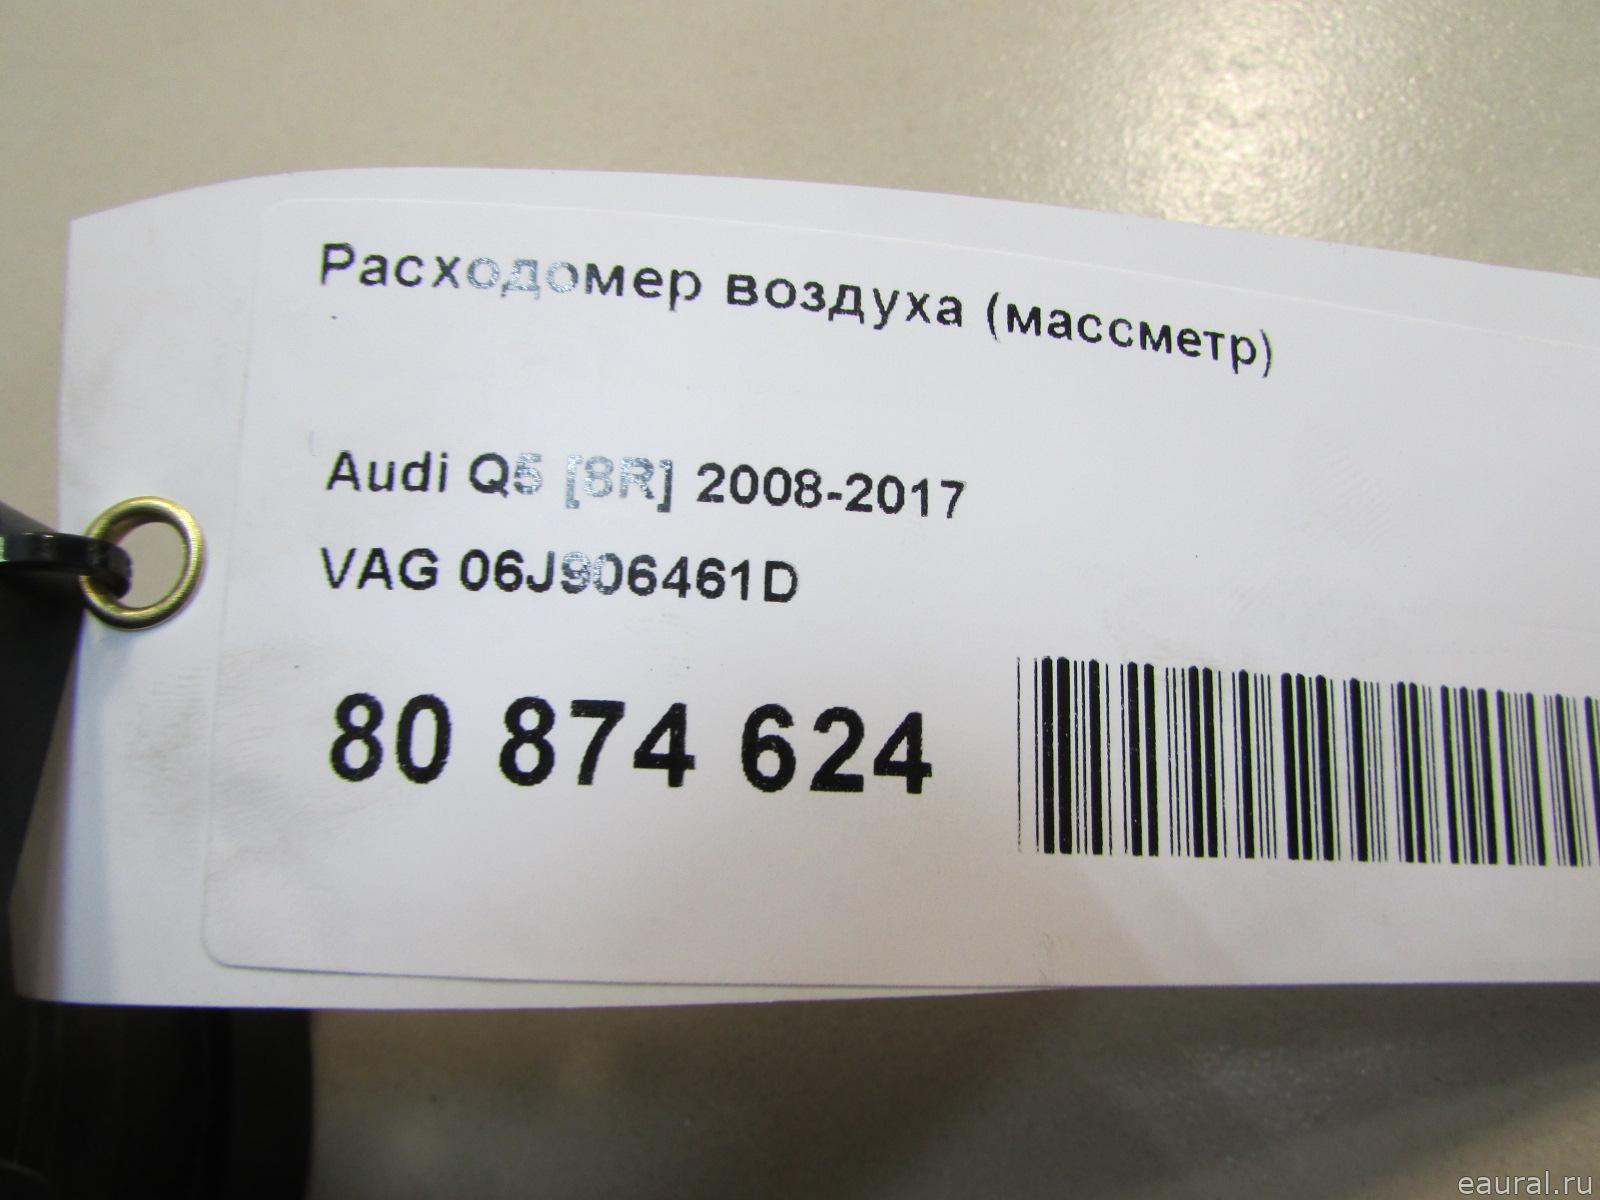 Расходомер воздуха (массметр)
Audi Q5 [8R] 2008-2017
VAG 06J906461D
80 874 624
eaural.ru